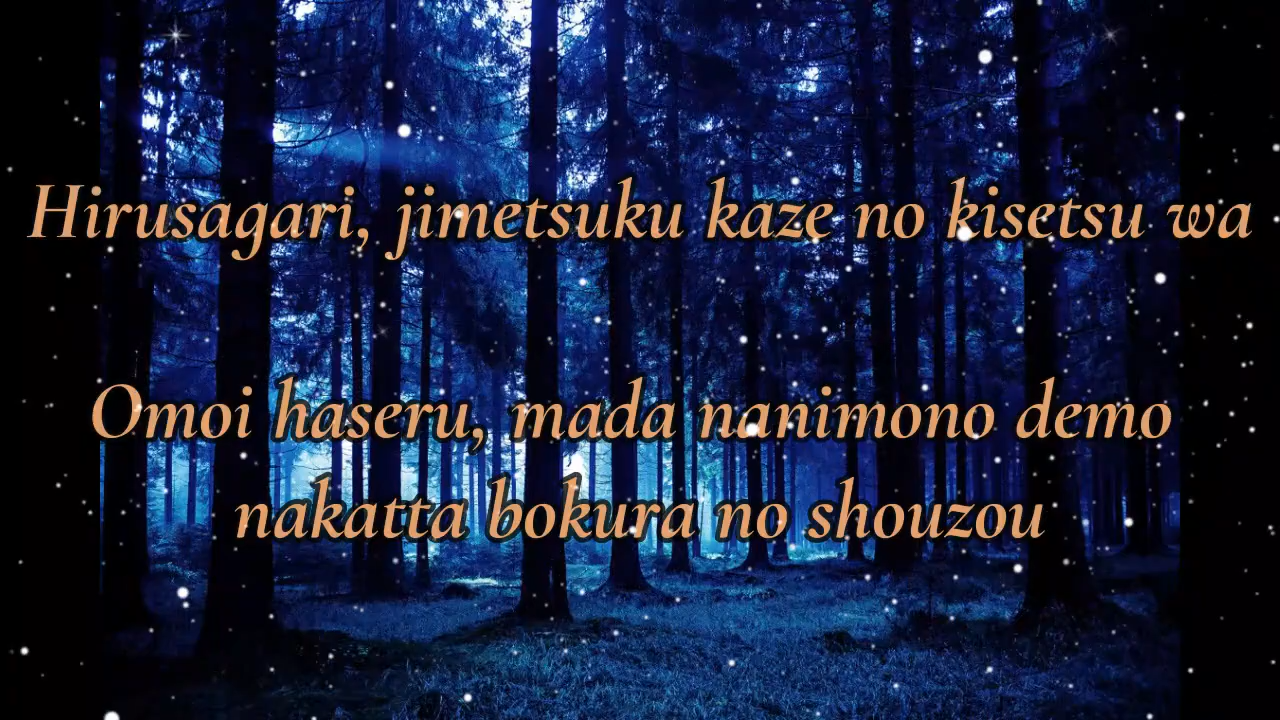 Hirusagari, jimetsuku kaze no kisetsu wa
Omoi haseru, mada nanimono demo
nakatta bokura no shouzou